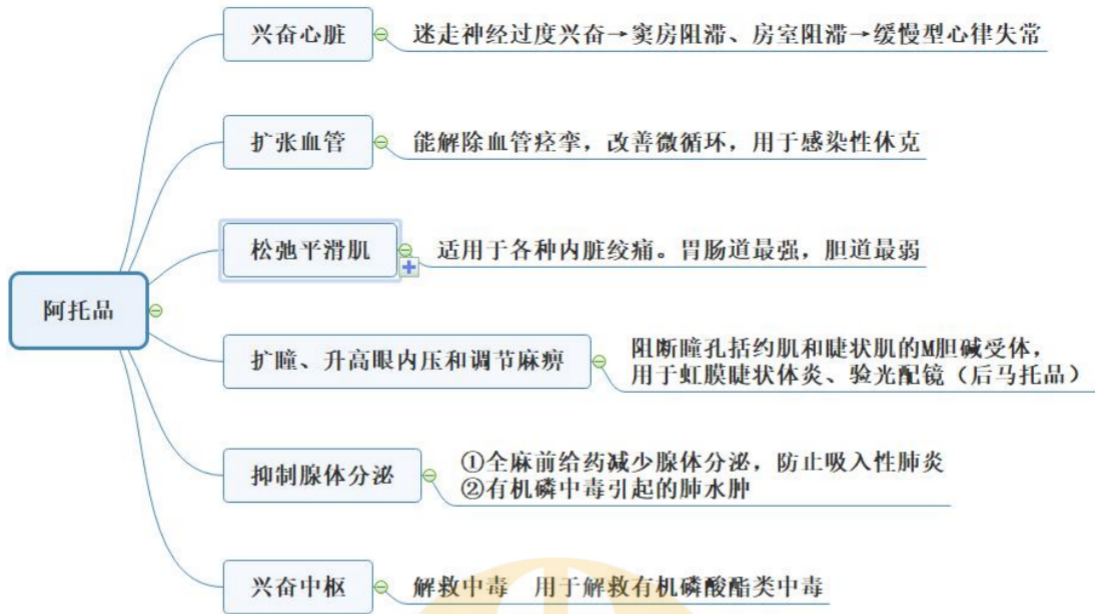 兴奋心脏
迷走神经过度兴奋→窦房阻滞、房室阻滞→缓慢型心律失常
扩张血管
能解除血管痉挛，改善微循环，用于感染性休克
松弛平滑肌
适用于各种内脏绞痛。胃肠道最强，胆道最弱
阿托品
扩瞳、升高眼内压和调节麻痹
阻断瞳孔括约肌和睫状肌的M胆碱受体，
用于虹膜睫状体炎、验光配镜（后马托品）
抑制腺体分泌
①全麻前给药减少腺体分泌，防止吸入性肺炎
②有机磷中毒引起的肺水肿
兴奋中枢
解救中毒　用于解救有机磷酸酯类中毒